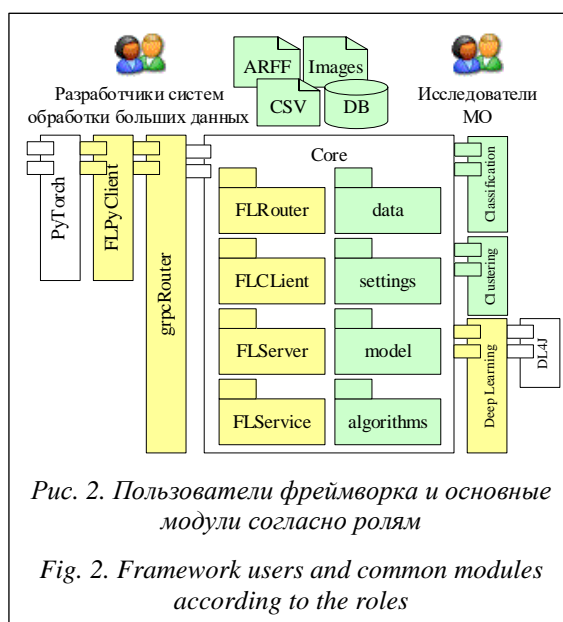 ARFF
Images
CSV
DB
Разработчики систем
обработки больших данных
Исследователи
МО
PyTorch
FLPyClient
grpcRouter
Core
FLRouter
data
FLCLient
settings
FLServer
model
FLService
algorithms
Classification
Clustering
Deep Learning
DL4J
Рис. 2. Пользователи фреймворка и основные
модули согласно ролям
Fig. 2. Framework users and common modules
according to the roles